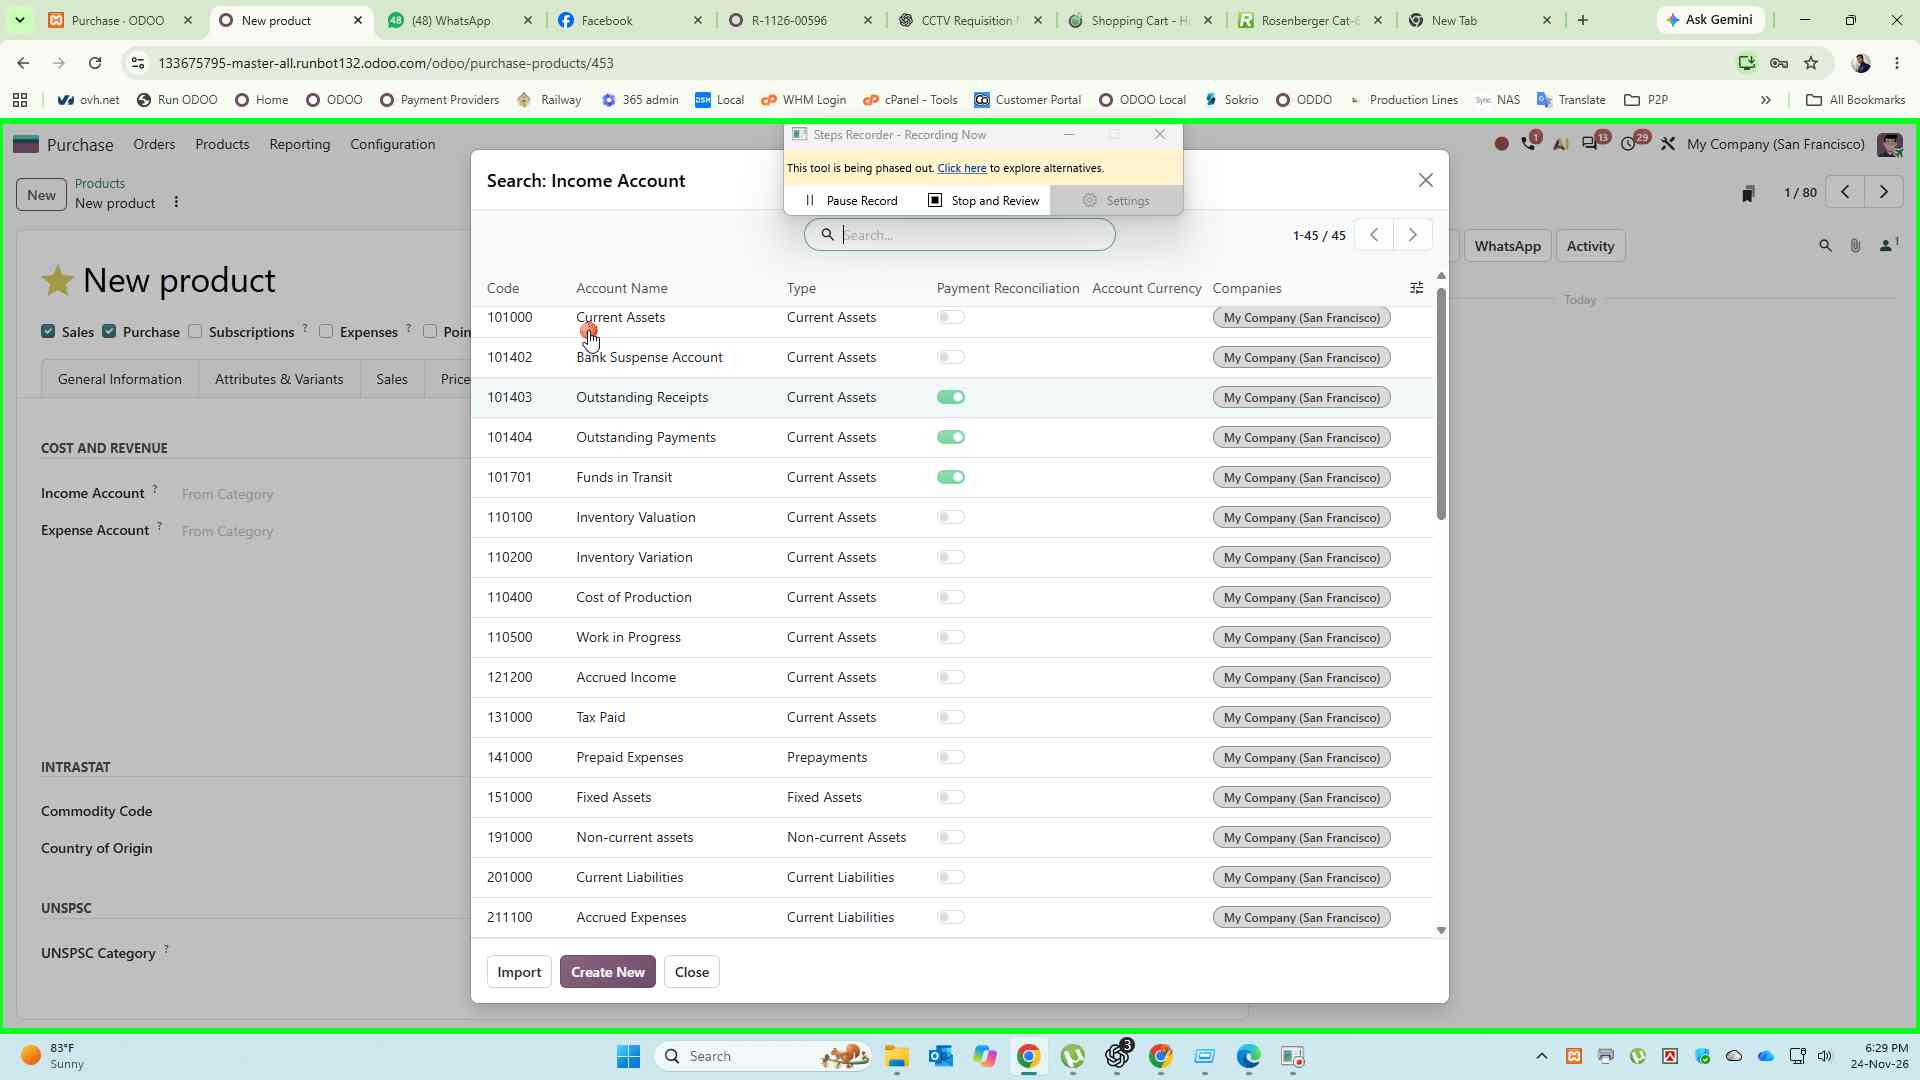 Purchase - ODOO
New product
(48) WhatsApp
Facebook
R-1126-00596
CCTV Requisition
Shopping Cart - H
Rosenberger Cat-6
New Tab
Ask Gemini
133675795-master-all.runbot132.odoo.com/odoo/purchase-products/453
ovh.net
Run ODOO
Home
ODOO
Payment Providers
Railway
365 admin
Local
WHM Login
cPanel - Tools
Customer Portal
ODOO Local
Sokrio
ODDO
Production Lines
NAS
Translate
P2P
All Bookmarks
Purchase Orders Products Reporting Configuration
Steps Recorder - Recording Now
1
13
29
My Company (San Francisco)
This tool is being phased out. Click here to explore alternatives.
Pause Record
Stop and Review
Settings
New
Products
New product
1 / 80
Search: Income Account
Search...
1-45 / 45
WhatsApp
Activity
1
New product
Today
Sales Purchase Subscriptions ? Expenses ? Poin
General Information Attributes & Variants Sales Price
COST AND REVENUE
Income Account ? From Category
Expense Account ? From Category
INTRASTAT
Commodity Code
Country of Origin
UNSPSC
UNSPSC Category ?
Code Account Name Type Payment Reconciliation Account Currency Companies
101000 Current Assets Current Assets My Company (San Francisco)
101402 Bank Suspense Account Current Assets My Company (San Francisco)
101403 Outstanding Receipts Current Assets My Company (San Francisco)
101404 Outstanding Payments Current Assets My Company (San Francisco)
101701 Funds in Transit Current Assets My Company (San Francisco)
110100 Inventory Valuation Current Assets My Company (San Francisco)
110200 Inventory Variation Current Assets My Company (San Francisco)
110400 Cost of Production Current Assets My Company (San Francisco)
110500 Work in Progress Current Assets My Company (San Francisco)
121200 Accrued Income Current Assets My Company (San Francisco)
131000 Tax Paid Current Assets My Company (San Francisco)
141000 Prepaid Expenses Prepayments My Company (San Francisco)
151000 Fixed Assets Fixed Assets My Company (San Francisco)
191000 Non-current assets Non-current Assets My Company (San Francisco)
201000 Current Liabilities Current Liabilities My Company (San Francisco)
211100 Accrued Expenses Current Liabilities My Company (San Francisco)
Import
Create New
Close
83°F
Sunny
Search
3
6:29 PM
24-Nov-26